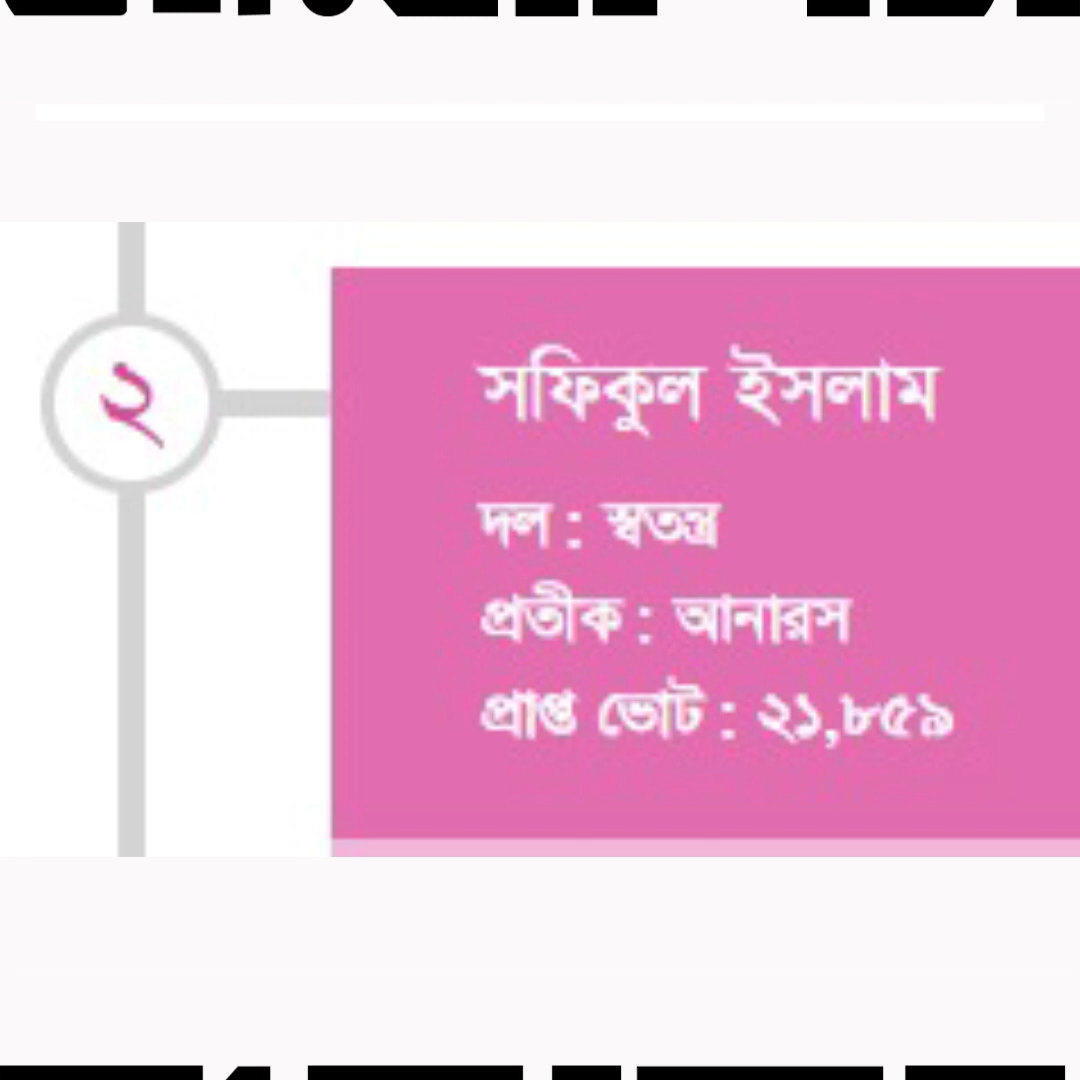 ২
সফিকুল ইসলাম
দল : স্বতন্ত্র
প্রতীক : আনারস
প্রাপ্ত ভোট : ২১,৮৫৯